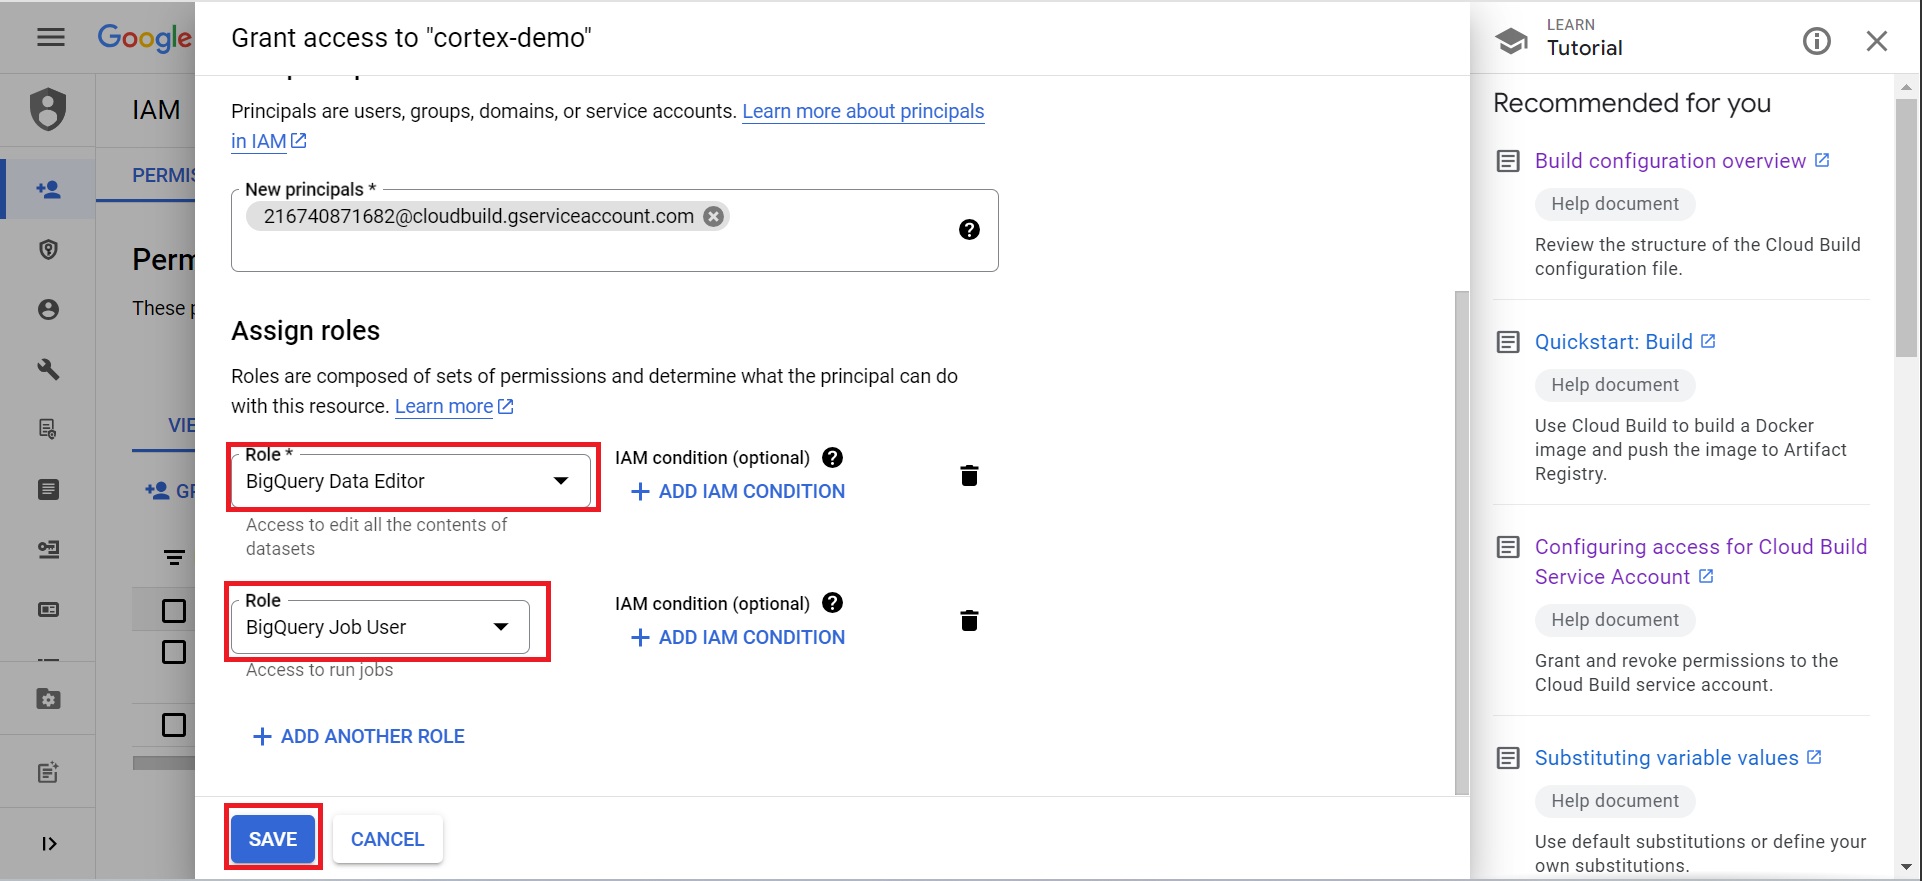 Google
IAM
PERMIS
Perm
These p
VIE
GR
Grant access to "cortex-demo"
Principals are users, groups, domains, or service accounts. Learn more about principals
in IAM
New principals *
216740871682@cloudbuild.gserviceaccount.com
Assign roles
Roles are composed of sets of permissions and determine what the principal can do
with this resource. Learn more
Role *
BigQuery Data Editor
IAM condition (optional)
ADD IAM CONDITION
Access to edit all the contents of
datasets
Role
BigQuery Job User
IAM condition (optional)
ADD IAM CONDITION
Access to run jobs
ADD ANOTHER ROLE
SAVE
CANCEL
LEARN
Tutorial
Recommended for you
Build configuration overview
Help document
Review the structure of the Cloud Build
configuration file.
Quickstart: Build
Help document
Use Cloud Build to build a Docker
image and push the image to Artifact
Registry.
Configuring access for Cloud Build
Service Account
Help document
Grant and revoke permissions to the
Cloud Build service account.
Substituting variable values
Help document
Use default substitutions or define your
own substitutions.